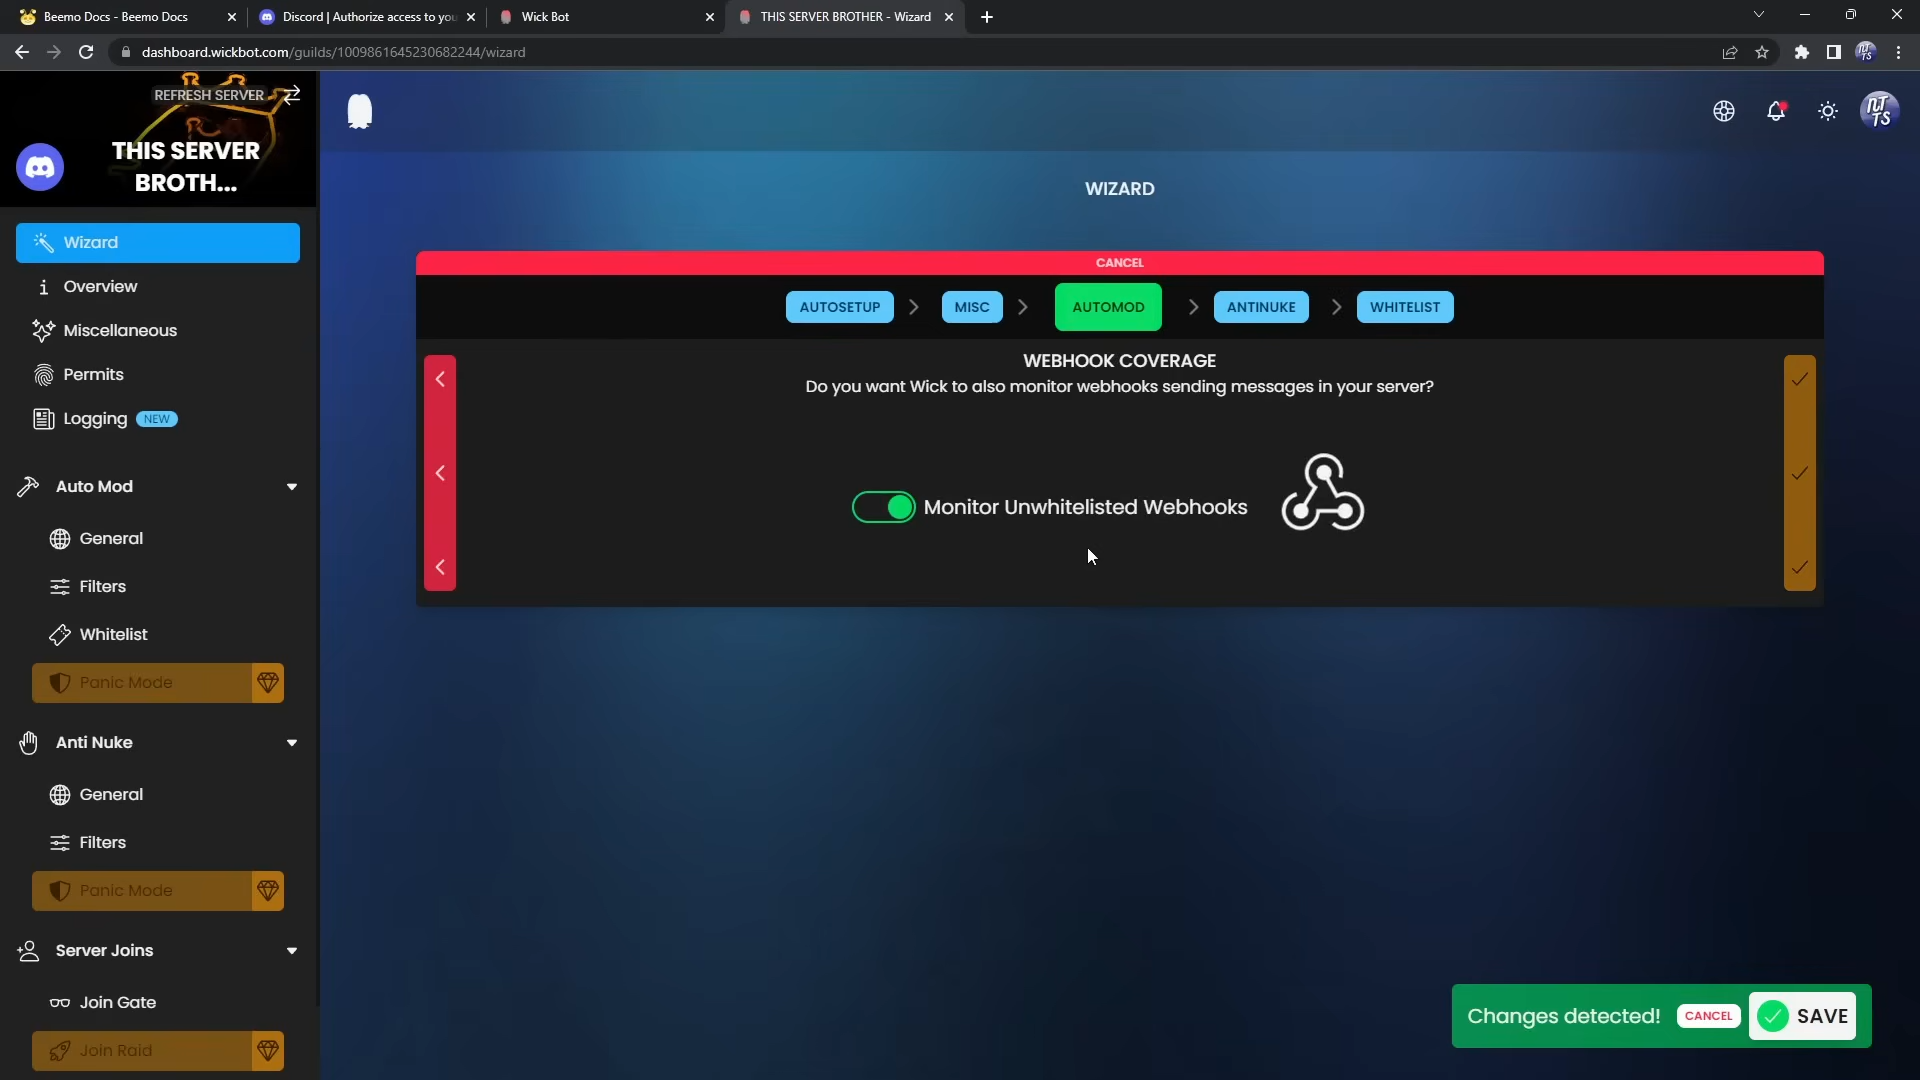 Beemo Docs - Beemo Docs
Discord | Authorize access to you
Wick Bot
THIS SERVER BROTHER - Wizard
dashboard.wickbot.com/guilds/1009861645230682244/wizard
REFRESH SERVER
THIS SERVER
BROTH...
NT
TS
WIZARD
Wizard
Overview
Miscellaneous
Permits
Logging NEW
Auto Mod
General
Filters
Whitelist
Panic Mode
Anti Nuke
General
Filters
Panic Mode
Server Joins
Join Gate
Join Raid
CANCEL
AUTOSETUP
MISC
AUTOMOD
ANTINUKE
WHITELIST
WEBHOOK COVERAGE
Do you want Wick to also monitor webhooks sending messages in your server?
Monitor Unwhitelisted Webhooks
Changes detected! CANCEL SAVE